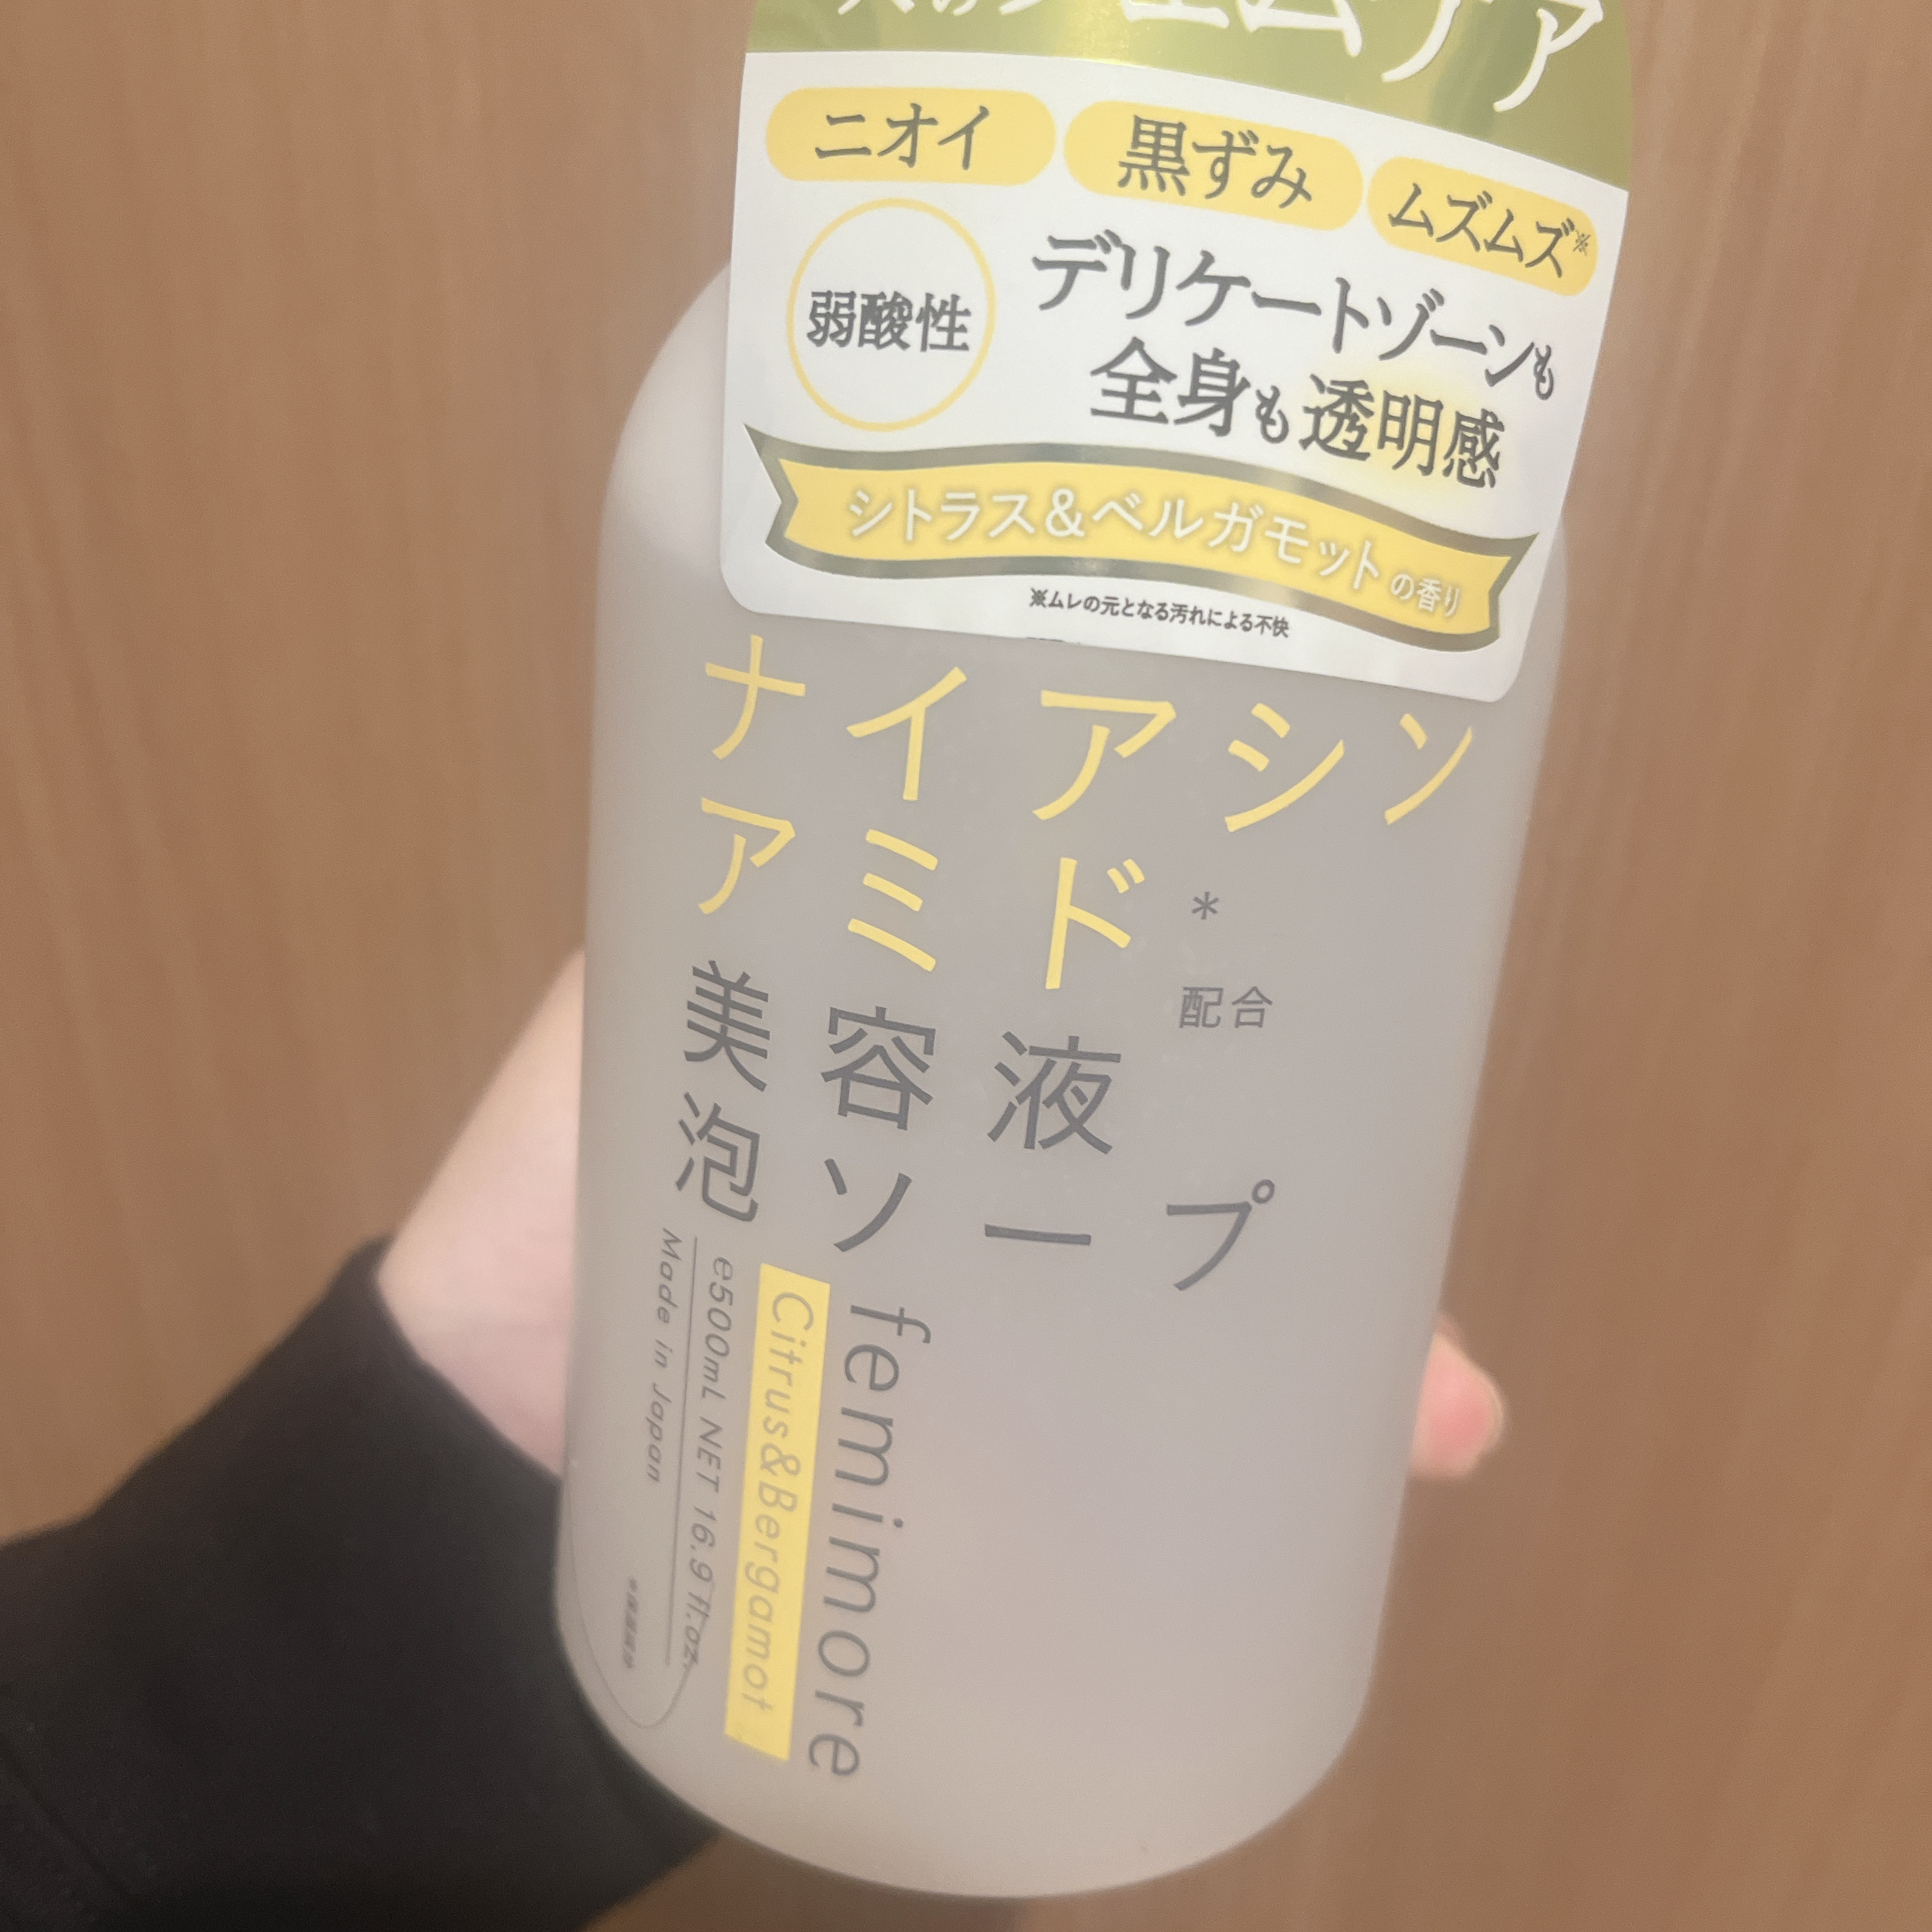 ニオイ 黒ずみ ムズムズ※
弱酸性
デリケートゾーンも
全身も透明感
シトラス&ベルガモットの香り
※ムレの元となる汚れによる不快
ナイアシン
アミド*
配合
美容液
泡ソープ
femimore
Citrus&Bergamot
e500mL NET 16.9 fl.oz.
Made in Japan
*保湿成分